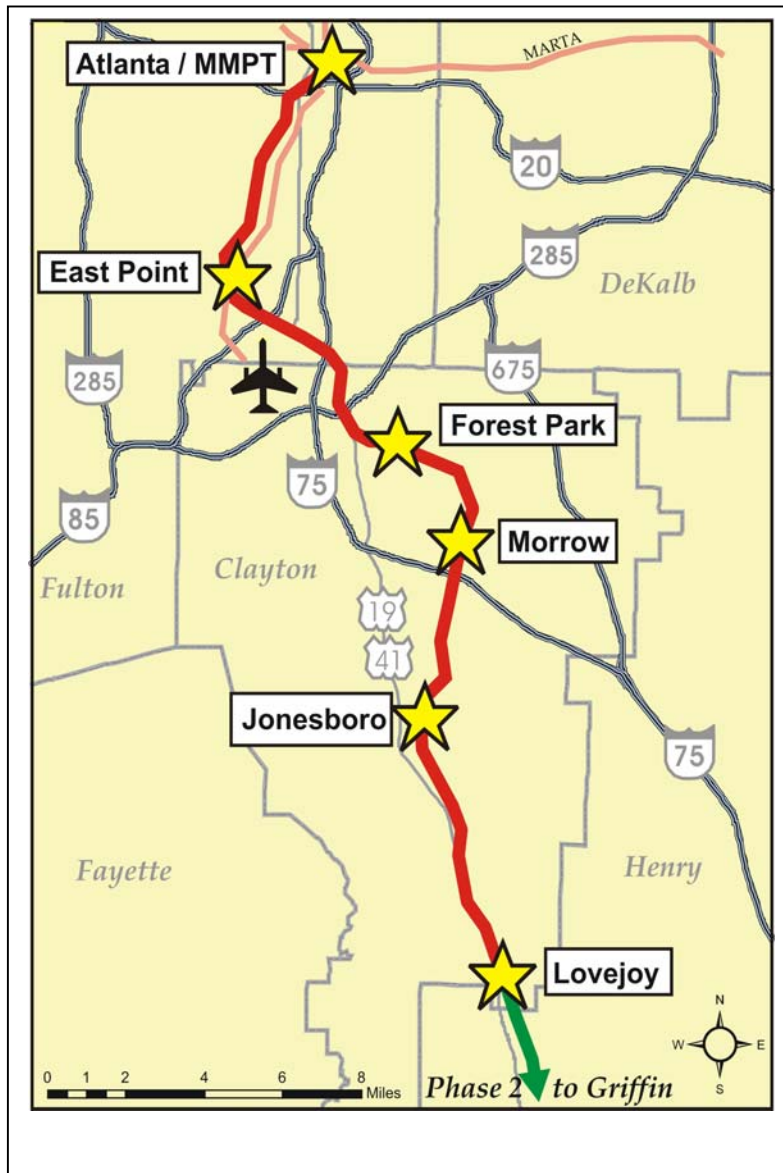 MARTA
Atlanta / MMPT
20
285
East Point
DeKalb
285
675
Forest Park
75
85
Morrow
Clayton
Fulton
19
41
Jonesboro
75
Fayette
Henry
Lovejoy
N
W E
S
0 1 2 4 6 8
Miles
Phase 2 to Griffin